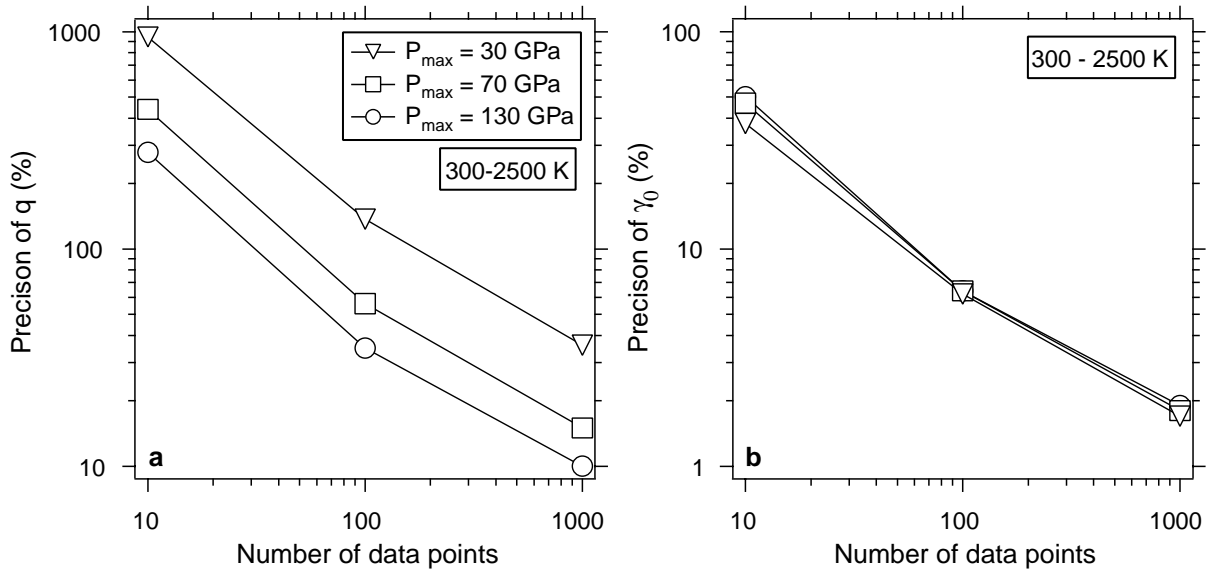 Precison of q (%)
1000
100
10
P_max = 30 GPa
P_max = 70 GPa
P_max = 130 GPa
300-2500 K
a
10
100
1000
Number of data points
Precison of γ₀ (%)
100
10
1
300 - 2500 K
b
10
100
1000
Number of data points